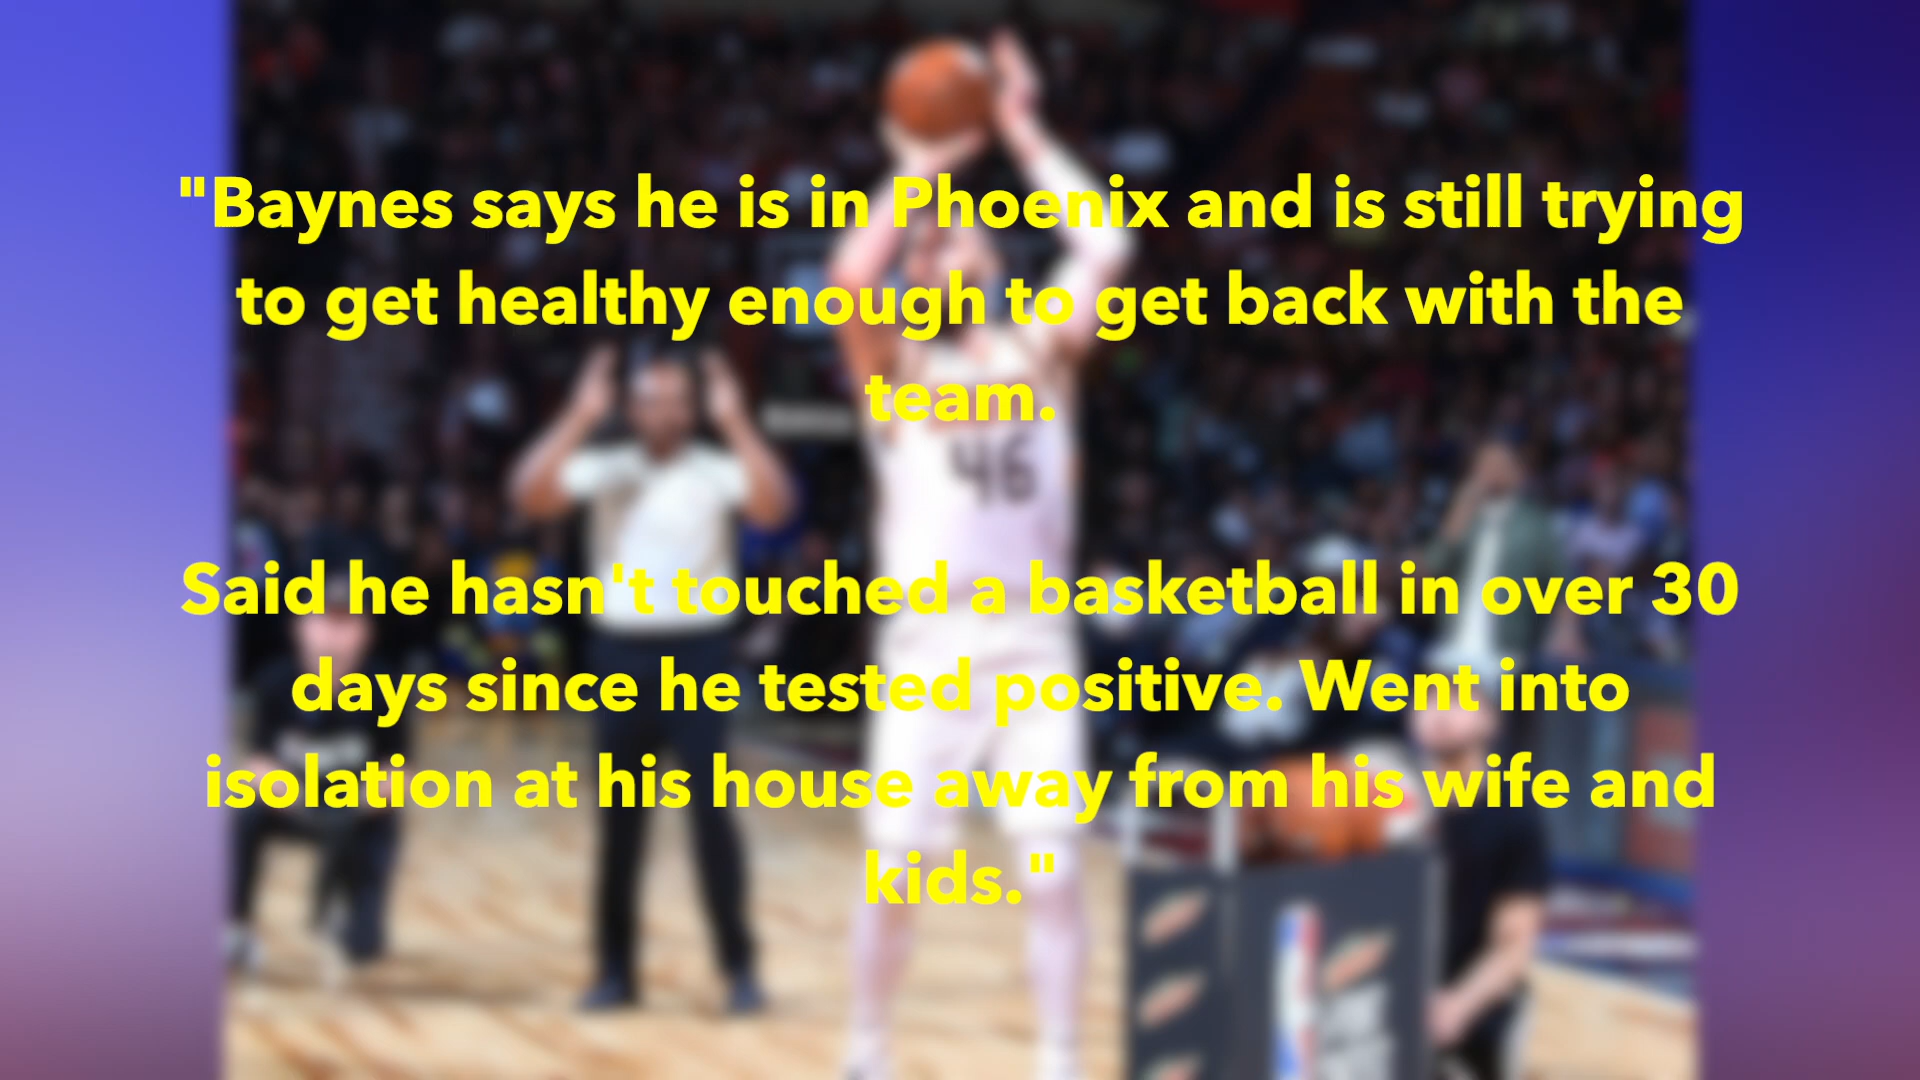 "Baynes says he is in Phoenix and is still trying
to get healthy enough to get back with the
team.
46
Said he hasn't touched a basketball in over 30
days since he tested positive. Went into
isolation at his house away from his wife and
kids."